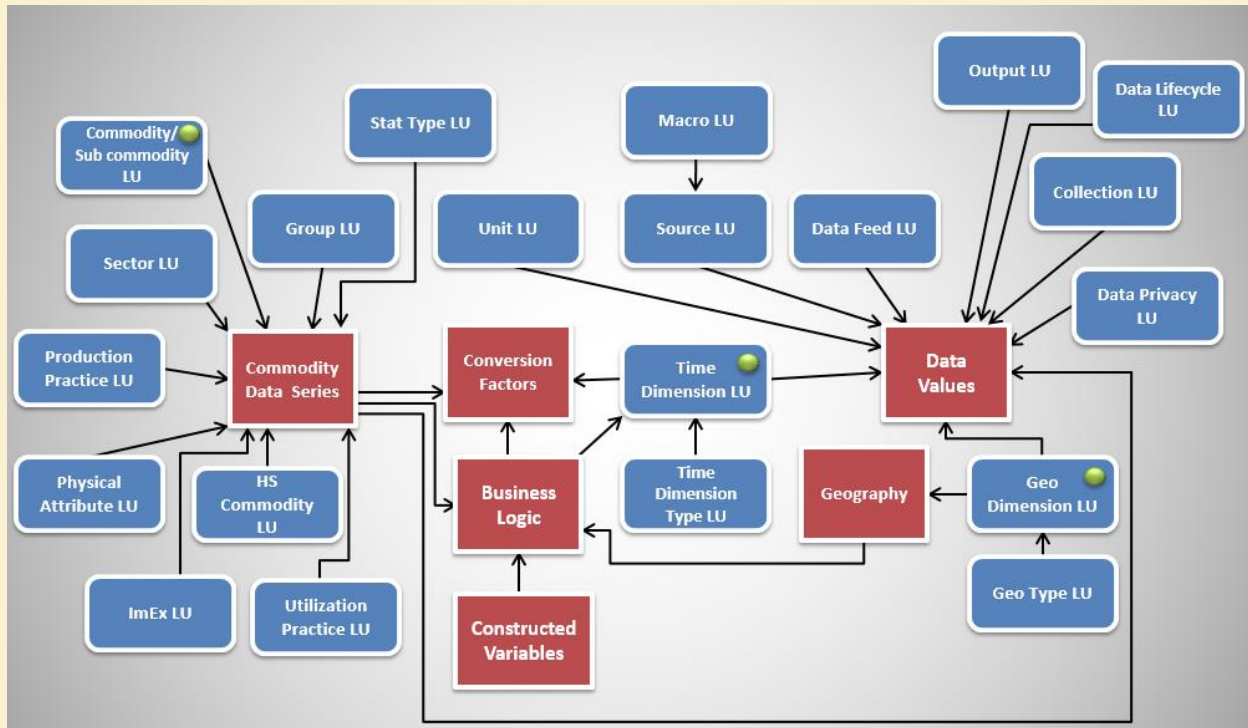 Output LU
Data Lifecycle
LU
Stat Type LU
Macro LU
Commodity/
Sub commodity
LU
Collection LU
Group LU
Unit LU
Source LU
Data Feed LU
Sector LU
Data Privacy
LU
Production
Practice LU
Commodity
Data Series
Conversion
Factors
Time
Dimension LU
Data
Values
Physical
Attribute LU
HS
Commodity
LU
Business
Logic
Time
Dimension
Type LU
Geography
Geo
Dimension LU
ImEx LU
Utilization
Practice LU
Constructed
Variables
Geo Type LU